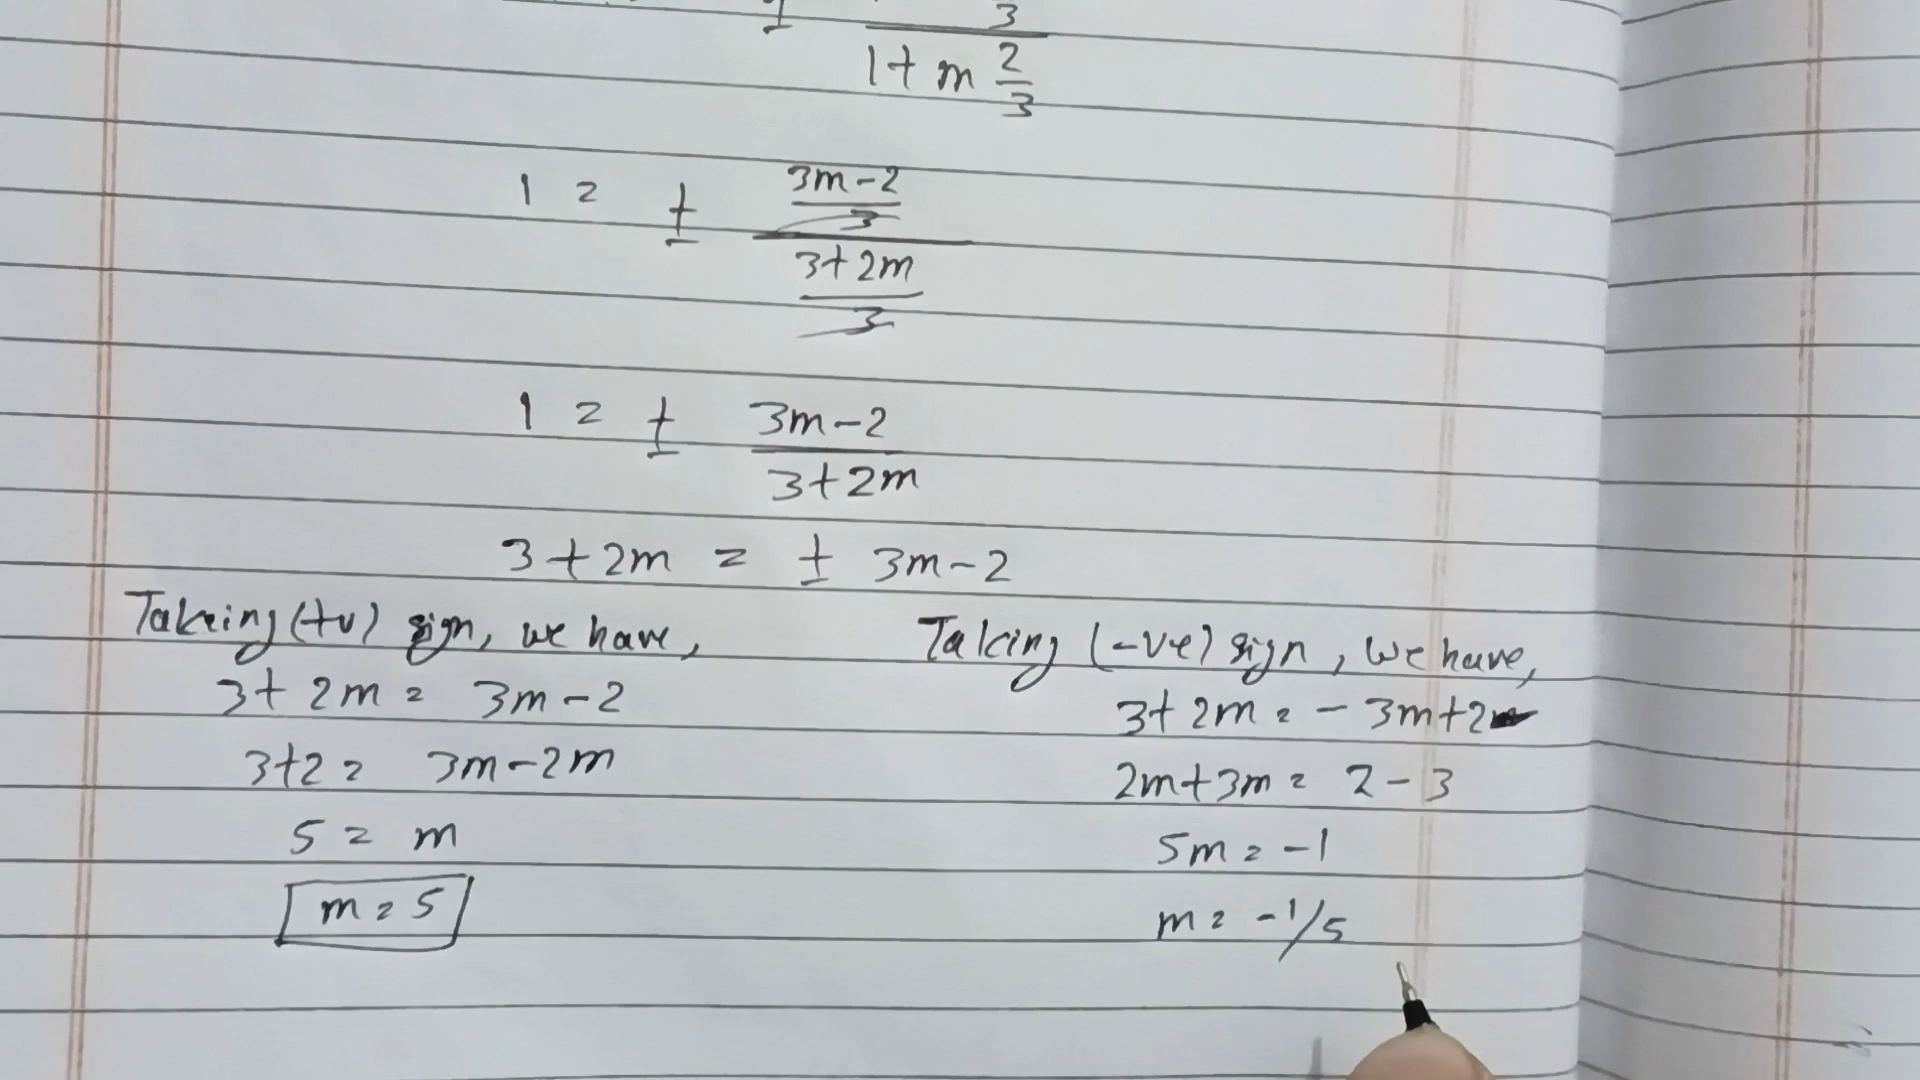 3
1+ m 2/3
1 = ± (3m-2)/3
(3+2m)/3
1 = ± (3m-2)/(3+2m)
3+2m = ± 3m-2
Taking (+v) sign, we have,
3+ 2m = 3m-2
3+2 = 3m-2m
5 = m
m = 5
Taking (-ve) sign, we have,
3+ 2m = - 3m+2
2m+3m = 2-3
5m = -1
m = -1/5